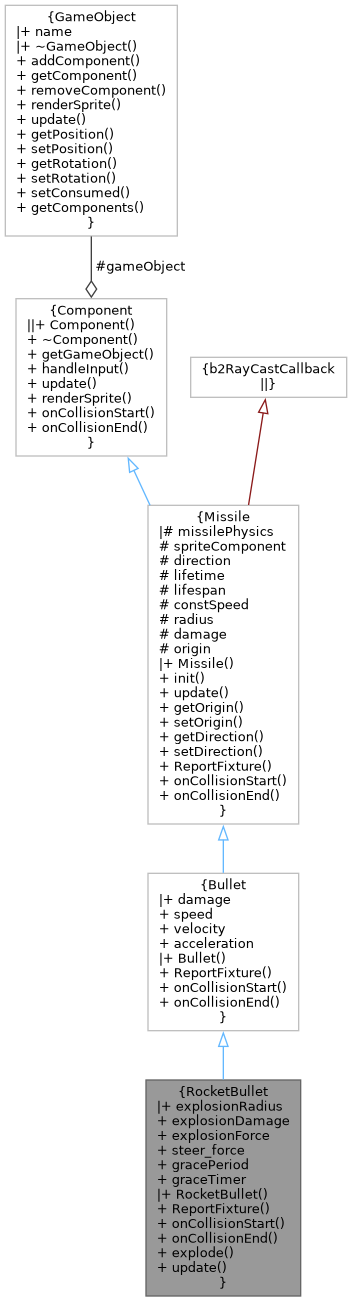 {GameObject
|+ name
|+ ~GameObject()
+ addComponent()
+ getComponent()
+ removeComponent()
+ renderSprite()
+ update()
+ getPosition()
+ setPosition()
+ getRotation()
+ setRotation()
+ setConsumed()
+ getComponents()
}
#gameObject
{Component
||+ Component()
+ ~Component()
+ getGameObject()
+ handleInput()
+ update()
+ renderSprite()
+ onCollisionStart()
+ onCollisionEnd()
}
{b2RayCastCallback
||}
{Missile
|# missilePhysics
# spriteComponent
# direction
# lifetime
# lifespan
# constSpeed
# radius
# damage
# origin
|+ Missile()
+ init()
+ update()
+ getOrigin()
+ setOrigin()
+ getDirection()
+ setDirection()
+ ReportFixture()
+ onCollisionStart()
+ onCollisionEnd()
}
{Bullet
|+ damage
+ speed
+ velocity
+ acceleration
|+ Bullet()
+ ReportFixture()
+ onCollisionStart()
+ onCollisionEnd()
}
{RocketBullet
|+ explosionRadius
+ explosionDamage
+ explosionForce
+ steer_force
+ gracePeriod
+ graceTimer
|+ RocketBullet()
+ ReportFixture()
+ onCollisionStart()
+ onCollisionEnd()
+ explode()
+ update()
}